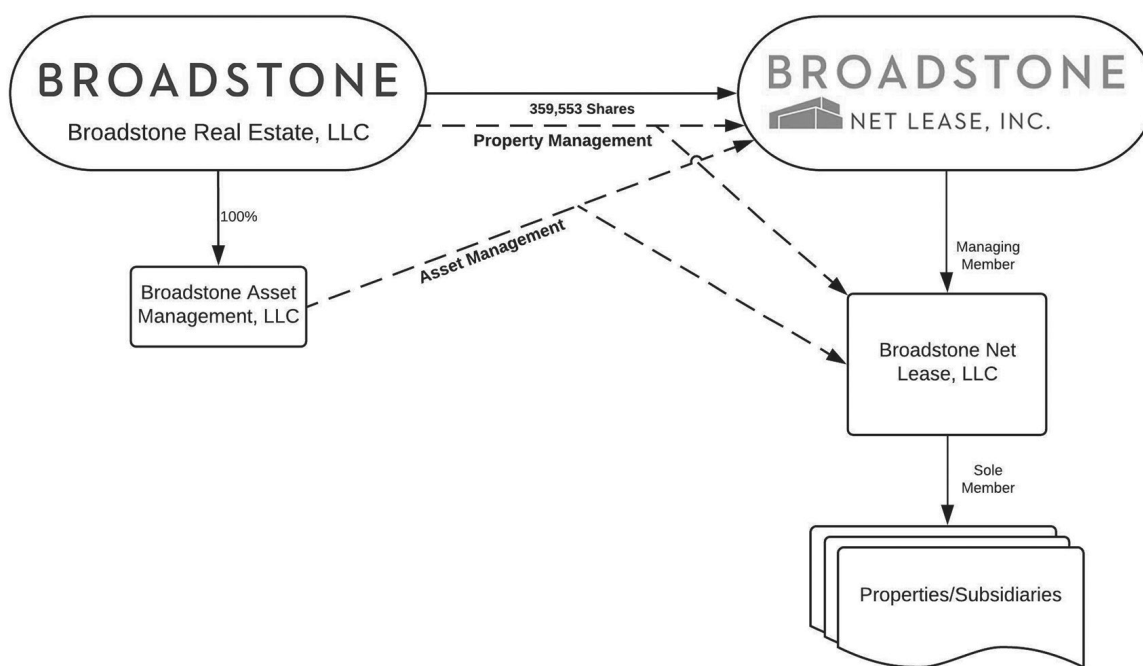 BROADSTONE
Broadstone Real Estate, LLC
359,553 Shares
Property Management
BROADSTONE
NET LEASE, INC.
100%
Asset Management
Managing
Member
Broadstone Asset
Management, LLC
Broadstone Net
Lease, LLC
Sole
Member
Properties/Subsidiaries